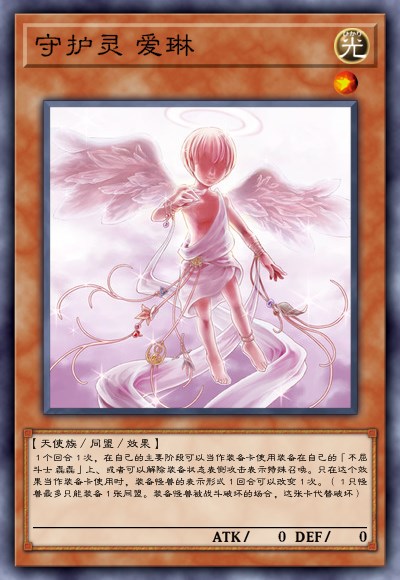 守护灵 爱琳
ひかり
光
【天使族／同盟／效果】
1个回合1次，在自己的主要阶段可以当作装备卡使用装备在自己的「不屈
斗士 磊磊」上、或者可以解除装备状态表侧攻击表示特殊召唤。只在这个效
果当作装备卡使用时，装备怪兽的表示形式1回合可以改变1次。（1只怪
兽最多只能装备1张同盟。装备怪兽被战斗破坏的场合，这张卡代替破坏）
ATK/ 0 DEF/ 0